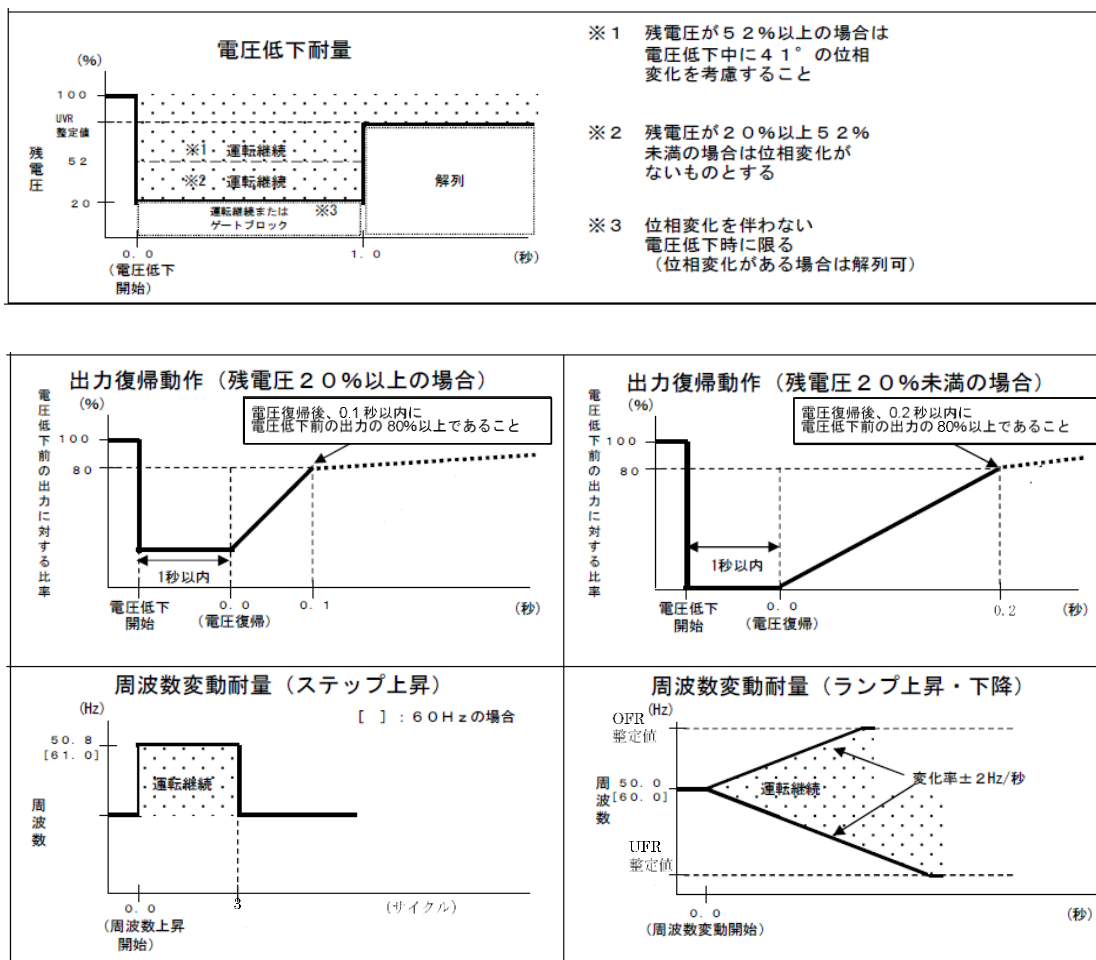 電圧低下耐量
(%)
100
UVR
整定値
残電圧
52
20
※1 運転継続
※2 運転継続
運転継続または ※3
ゲートブロック
解列
0.0
(電圧低下
開始)
1.0
(秒)
※1 残電圧が52%以上の場合は
電圧低下中に41°の位相
変化を考慮すること
※2 残電圧が20%以上52%
未満の場合は位相変化が
ないものとする
※3 位相変化を伴わない
電圧低下時に限る
(位相変化がある場合は解列可)
出力復帰動作(残電圧20%以上の場合)
電圧低下前の出力に対する比率
(%)
100
80
電圧復帰後、0.1秒以内に
電圧低下前の出力の80%以上であること
1秒以内
電圧低下
開始
0.0
(電圧復帰)
0.1
(秒)
出力復帰動作(残電圧20%未満の場合)
電圧低下前の出力に対する比率
(%)
100
80
電圧復帰後、0.2秒以内に
電圧低下前の出力の80%以上であること
1秒以内
電圧低下
開始
0.0
(電圧復帰)
0.2
(秒)
周波数変動耐量(ステップ上昇)
(Hz)
[ ]:60Hzの場合
50.8
[61.0]
運転継続
周波数
0.0
(周波数上昇
開始)
3
(サイクル)
周波数変動耐量(ランプ上昇・下降)
(Hz)
OFR
整定値
周波数
50.0
[60.0]
運転継続
変化率±2Hz/秒
UFR
整定値
0.0
(周波数変動開始)
(秒)